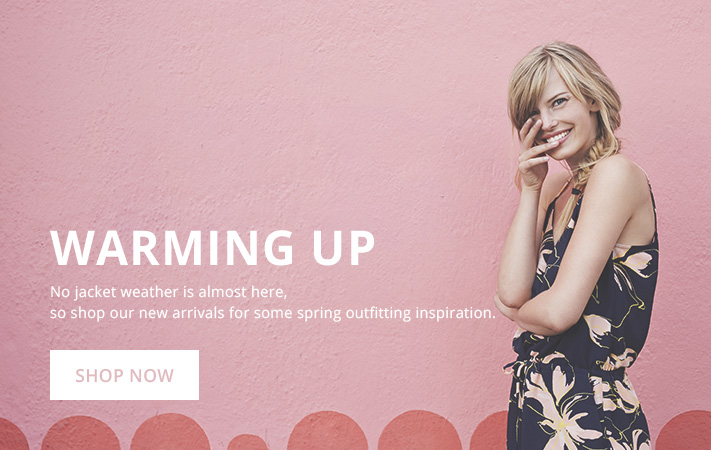 WARMING UP
No jacket weather is almost here,
so shop our new arrivals for some spring outfitting inspiration.
SHOP NOW